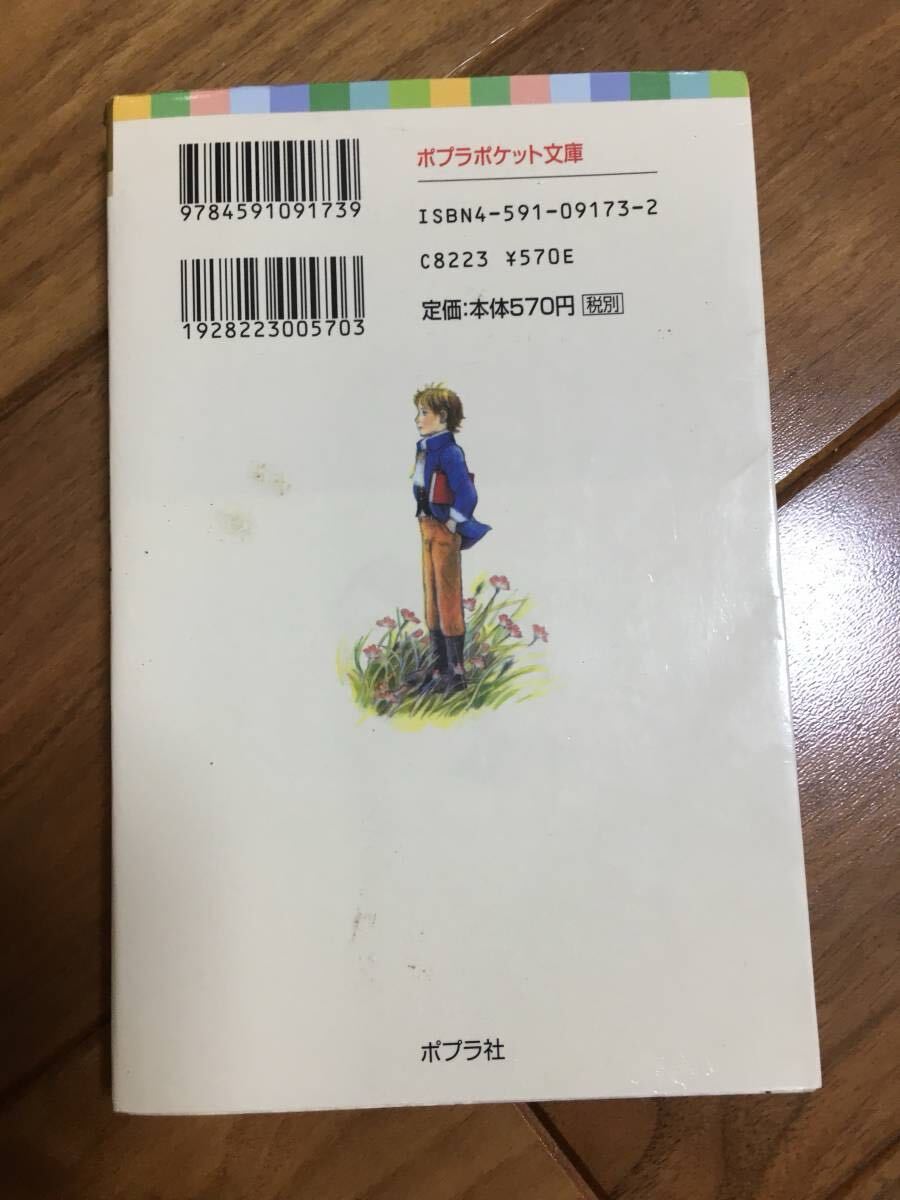 9784591091739
1928223005703
ポプラポケット文庫
ISBN4-591-09173-2
C8223 ¥570E
定価:本体570円 税別
ポプラ社